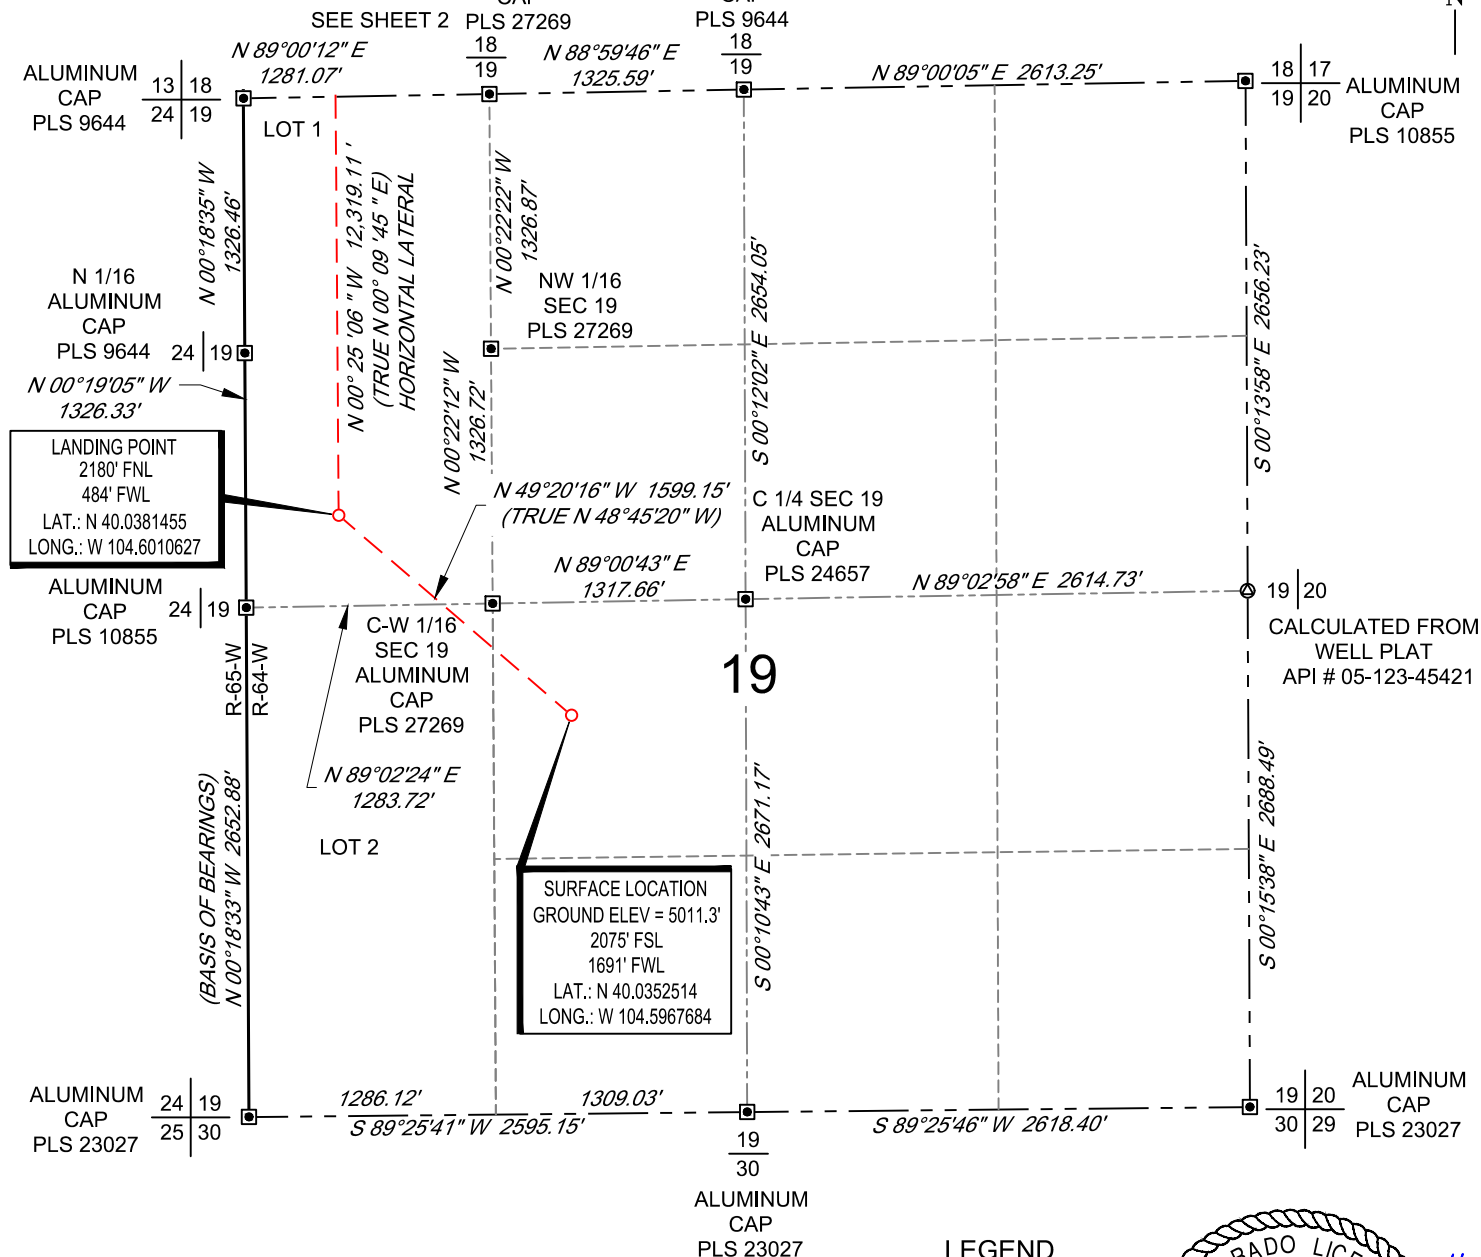 SEE SHEET 2
CAP
PLS 27269
CAP
PLS 9644
N
N 89°00'12" E
1281.07'
18
19
N 88°59'46" E
1325.59'
18
19
N 89°00'05" E 2613.25'
ALUMINUM
CAP
PLS 9644
13 18
24 19
18 17
19 20
ALUMINUM
CAP
PLS 10855
LOT 1
N 00°18'35" W
1326.46'
N 00° 25 '06 " W 12,319.11 '
(TRUE N 00° 09 '45 " E)
HORIZONTAL LATERAL
N 00°22'22" W
1326.87'
S 00°12'02" E 2654.05'
S 00°13'58" E 2656.23'
N 1/16
ALUMINUM
CAP
PLS 9644
24 19
NW 1/16
SEC 19
PLS 27269
N 00°19'05" W
1326.33'
N 00°22'12" W
1326.72'
LANDING POINT
2180' FNL
484' FWL
LAT.: N 40.0381455
LONG.: W 104.6010627
N 49°20'16" W 1599.15'
(TRUE N 48°45'20" W)
C 1/4 SEC 19
ALUMINUM
CAP
PLS 24657
N 89°00'43" E
1317.66'
N 89°02'58" E 2614.73'
ALUMINUM
CAP
PLS 10855
24 19
19 20
CALCULATED FROM
WELL PLAT
API # 05-123-45421
R-65-W
R-64-W
C-W 1/16
SEC 19
ALUMINUM
CAP
PLS 27269
19
N 89°02'24" E
1283.72'
LOT 2
(BASIS OF BEARINGS)
N 00°18'33" W 2652.88'
S 00°10'43" E 2671.17'
S 00°15'38" E 2688.49'
SURFACE LOCATION
GROUND ELEV = 5011.3'
2075' FSL
1691' FWL
LAT.: N 40.0352514
LONG.: W 104.5967684
ALUMINUM
CAP
PLS 23027
24 19
25 30
1286.12'
1309.03'
S 89°25'41" W 2595.15'
S 89°25'46" W 2618.40'
19 20
30 29
ALUMINUM
CAP
PLS 23027
19
30
ALUMINUM
CAP
PLS 23027
LEGEND